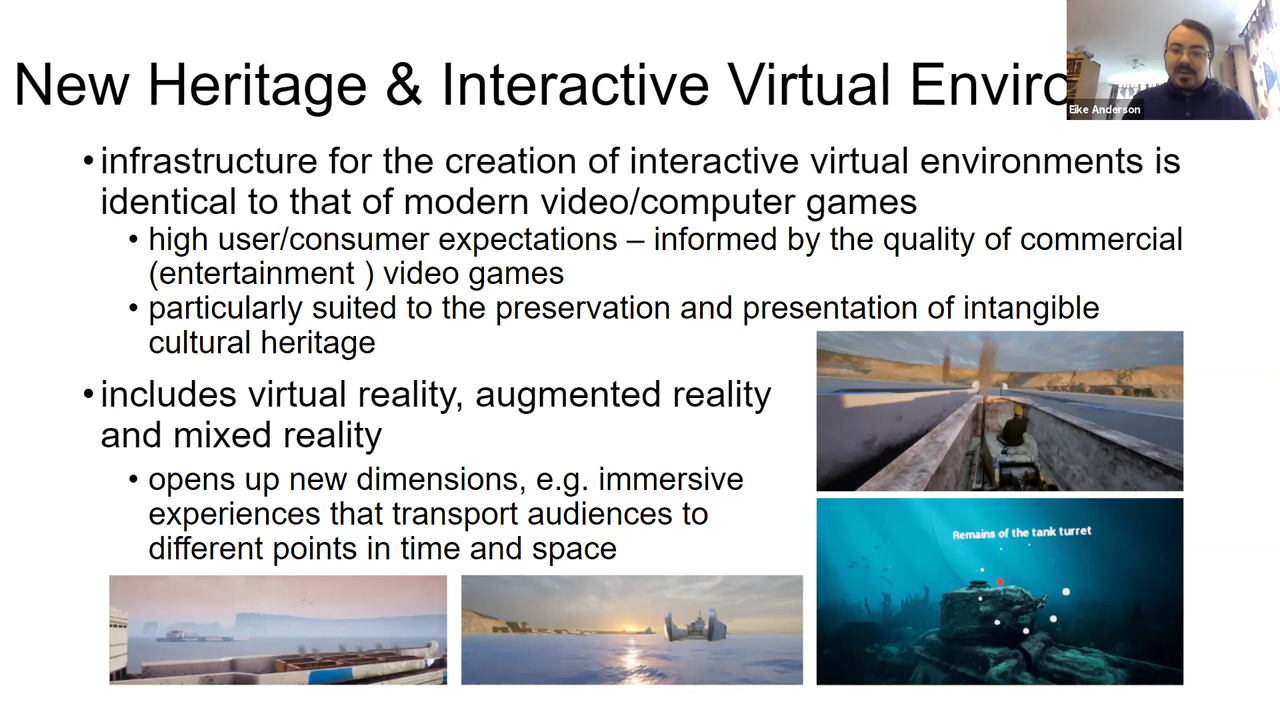 New Heritage & Interactive Virtual Enviro
Eike Anderson
•infrastructure for the creation of interactive virtual environments is
identical to that of modern video/computer games
• high user/consumer expectations – informed by the quality of commercial
(entertainment ) video games
• particularly suited to the preservation and presentation of intangible
cultural heritage
•includes virtual reality, augmented reality
and mixed reality
• opens up new dimensions, e.g. immersive
experiences that transport audiences to
different points in time and space
Remains of the tank turret